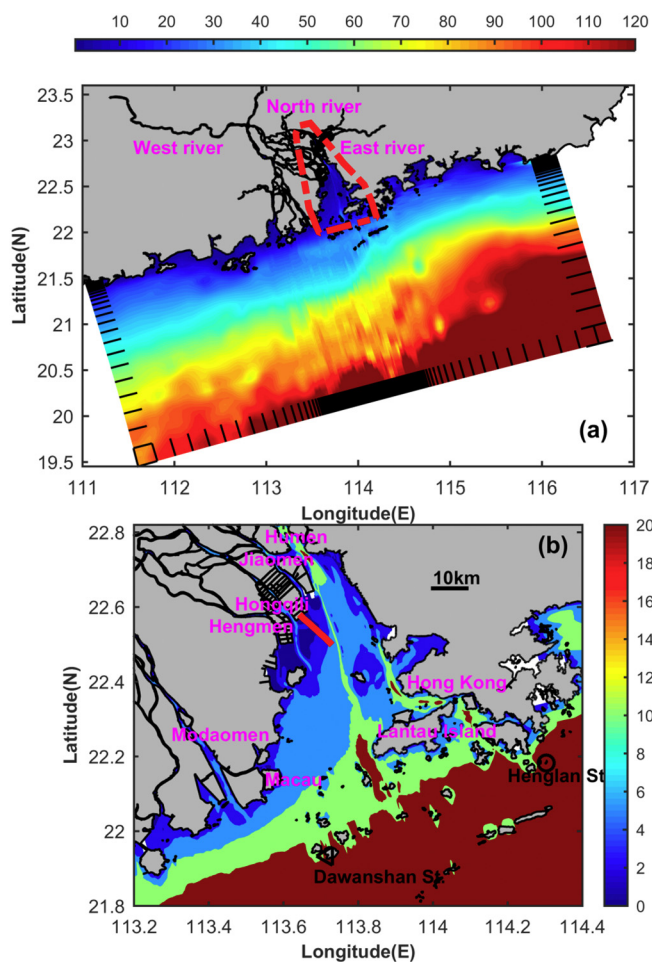 10 20 30 40 50 60 70 80 90 100 110 120
23.5
North river
23
West river
East river
22.5
22
21.5
21
20.5
20
(a)
19.5
111 112 113 114 115 116 117
Latitude(N)
Longitude(E)
22.8
Humen
(b)
20
Jiaomen
18
10km
16
22.6
Hongqili
Hengmen
14
12
22.4
Hong Kong
10
Modaomen
Lantau Island
8
22.2
Henglan St
Macau
6
4
22
Dawanshan St
2
21.8
0
113.2 113.4 113.6 113.8 114 114.2 114.4
Latitude(N)
Longitude(E)